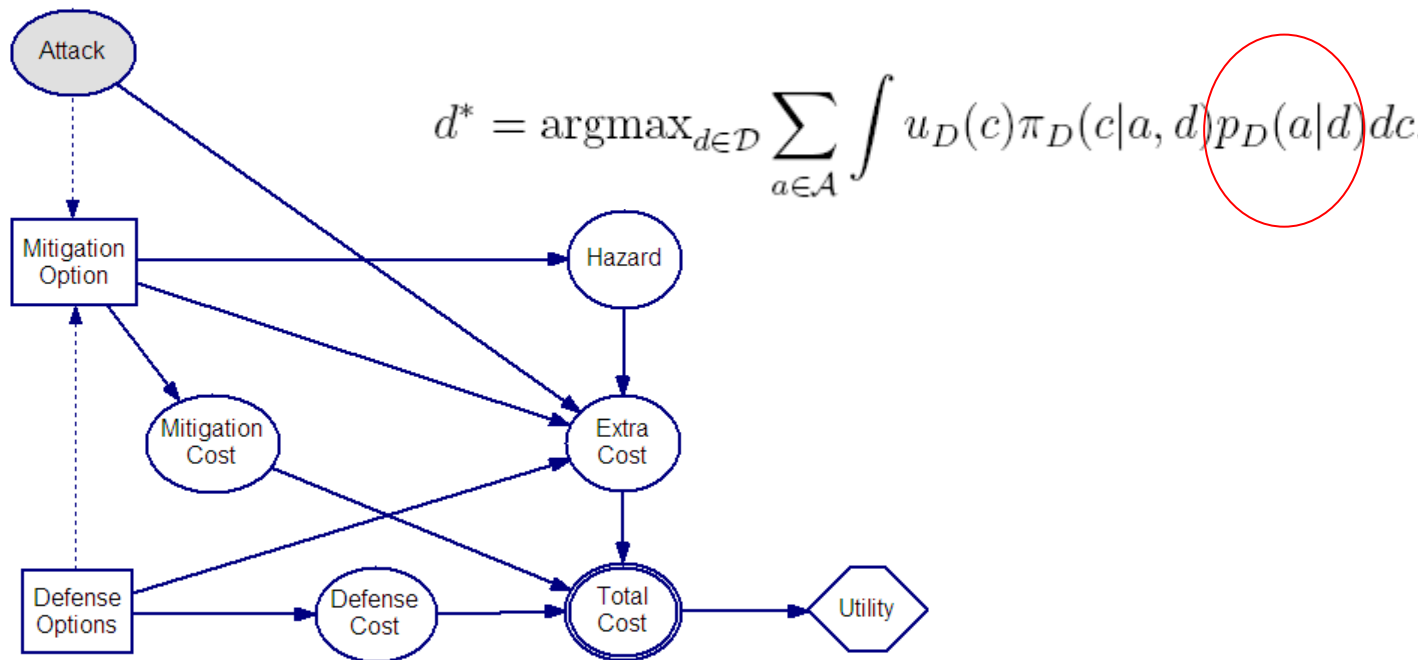 Attack
d* = argmax_{d∈𝒟} ∑_{a∈𝒜} ∫ u_D(c)π_D(c|a, d)p_D(a|d)dc
Mitigation
Option
Hazard
Mitigation
Cost
Extra
Cost
Defense
Options
Defense
Cost
Total
Cost
Utility